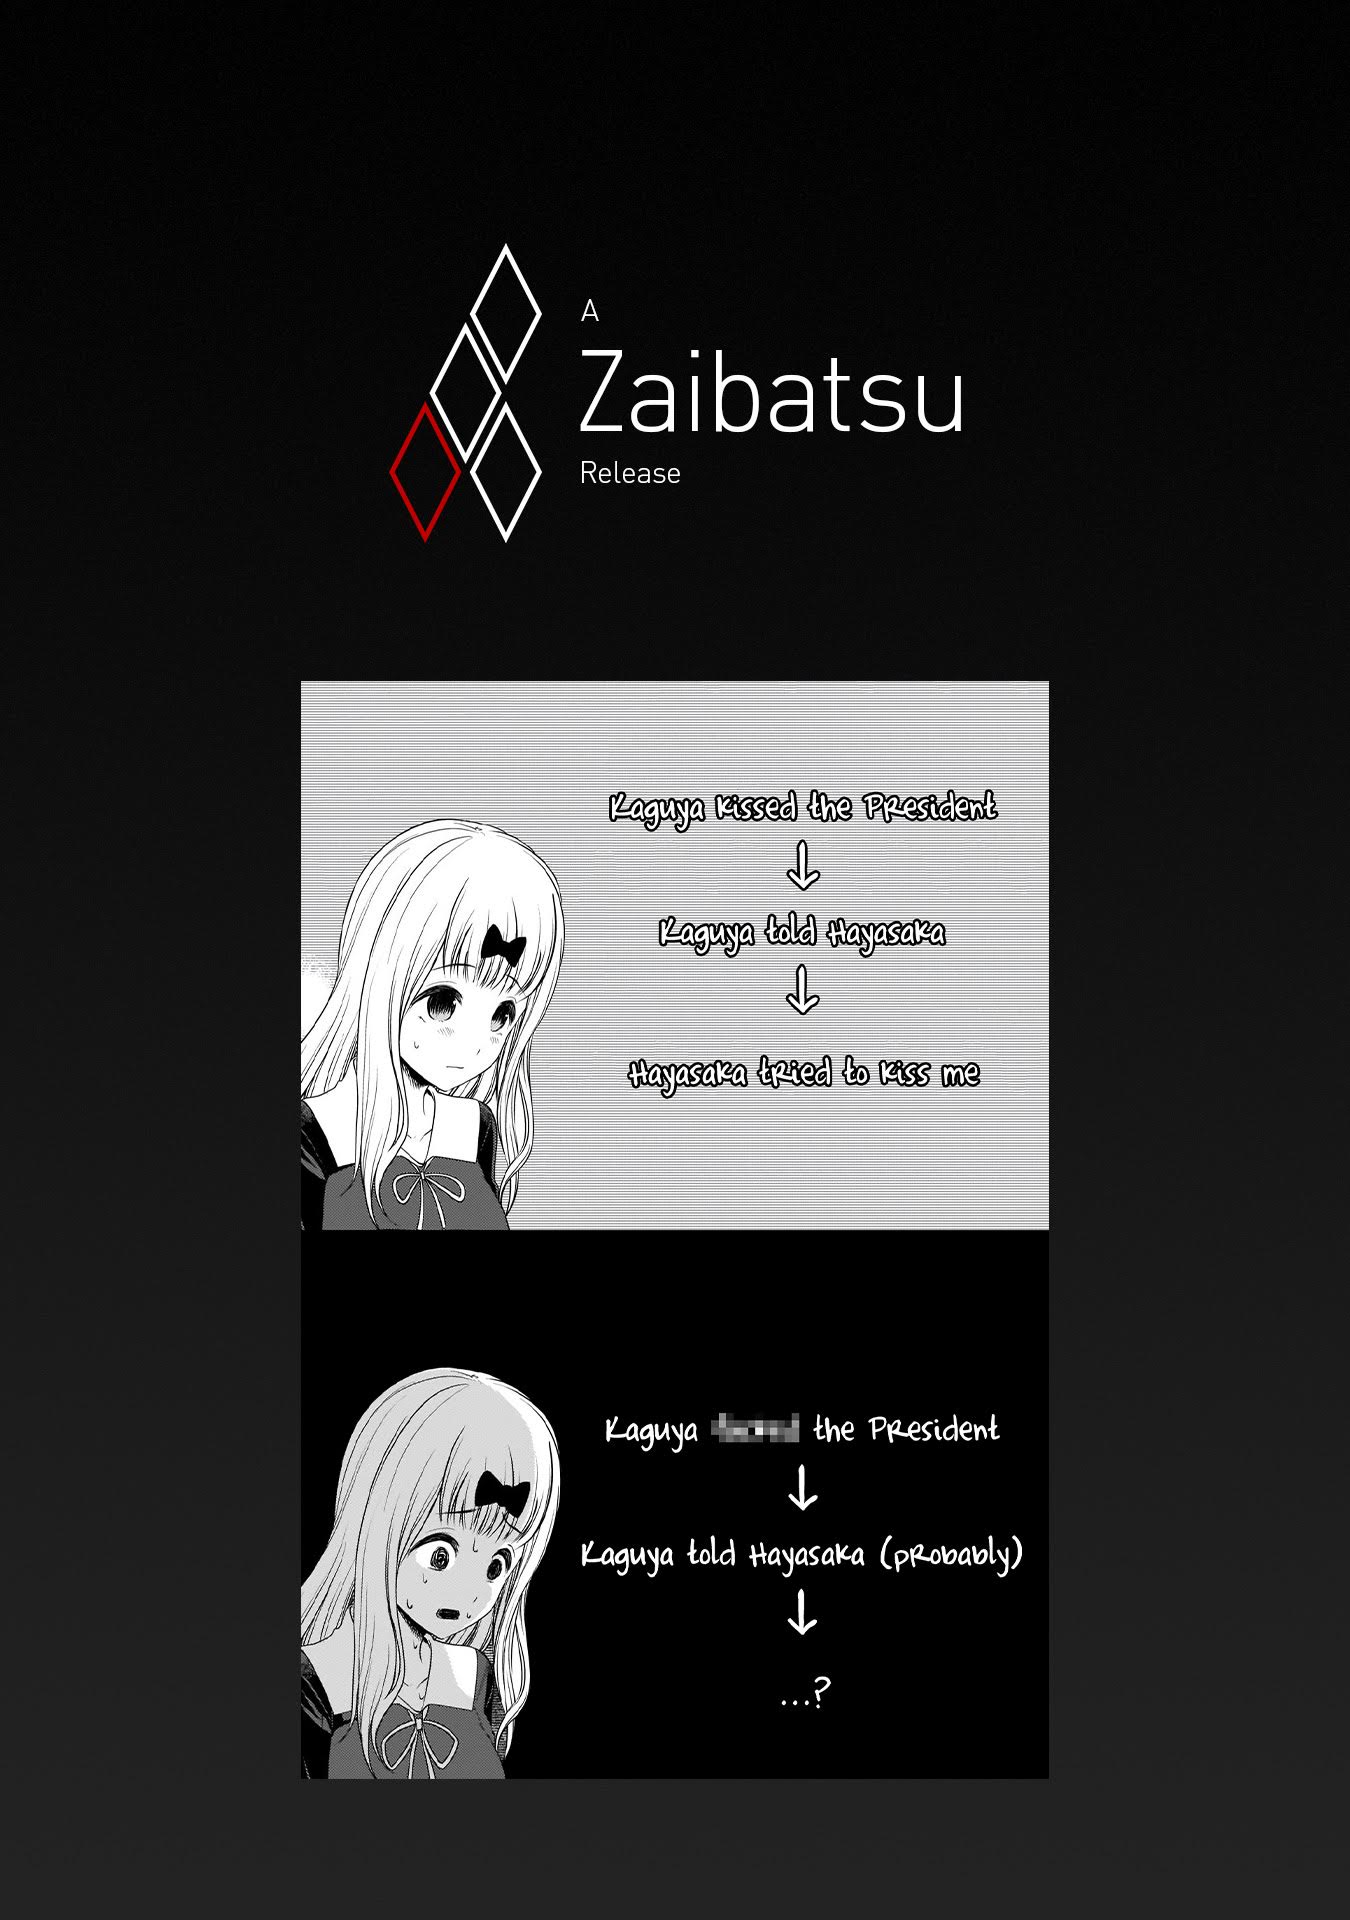 A
Zaibatsu
Release
Kaguya kissed the President
Kaguya told Hayasaka
Hayasaka tried to kiss me
Kaguya the President
Kaguya told Hayasaka (probably)
...?